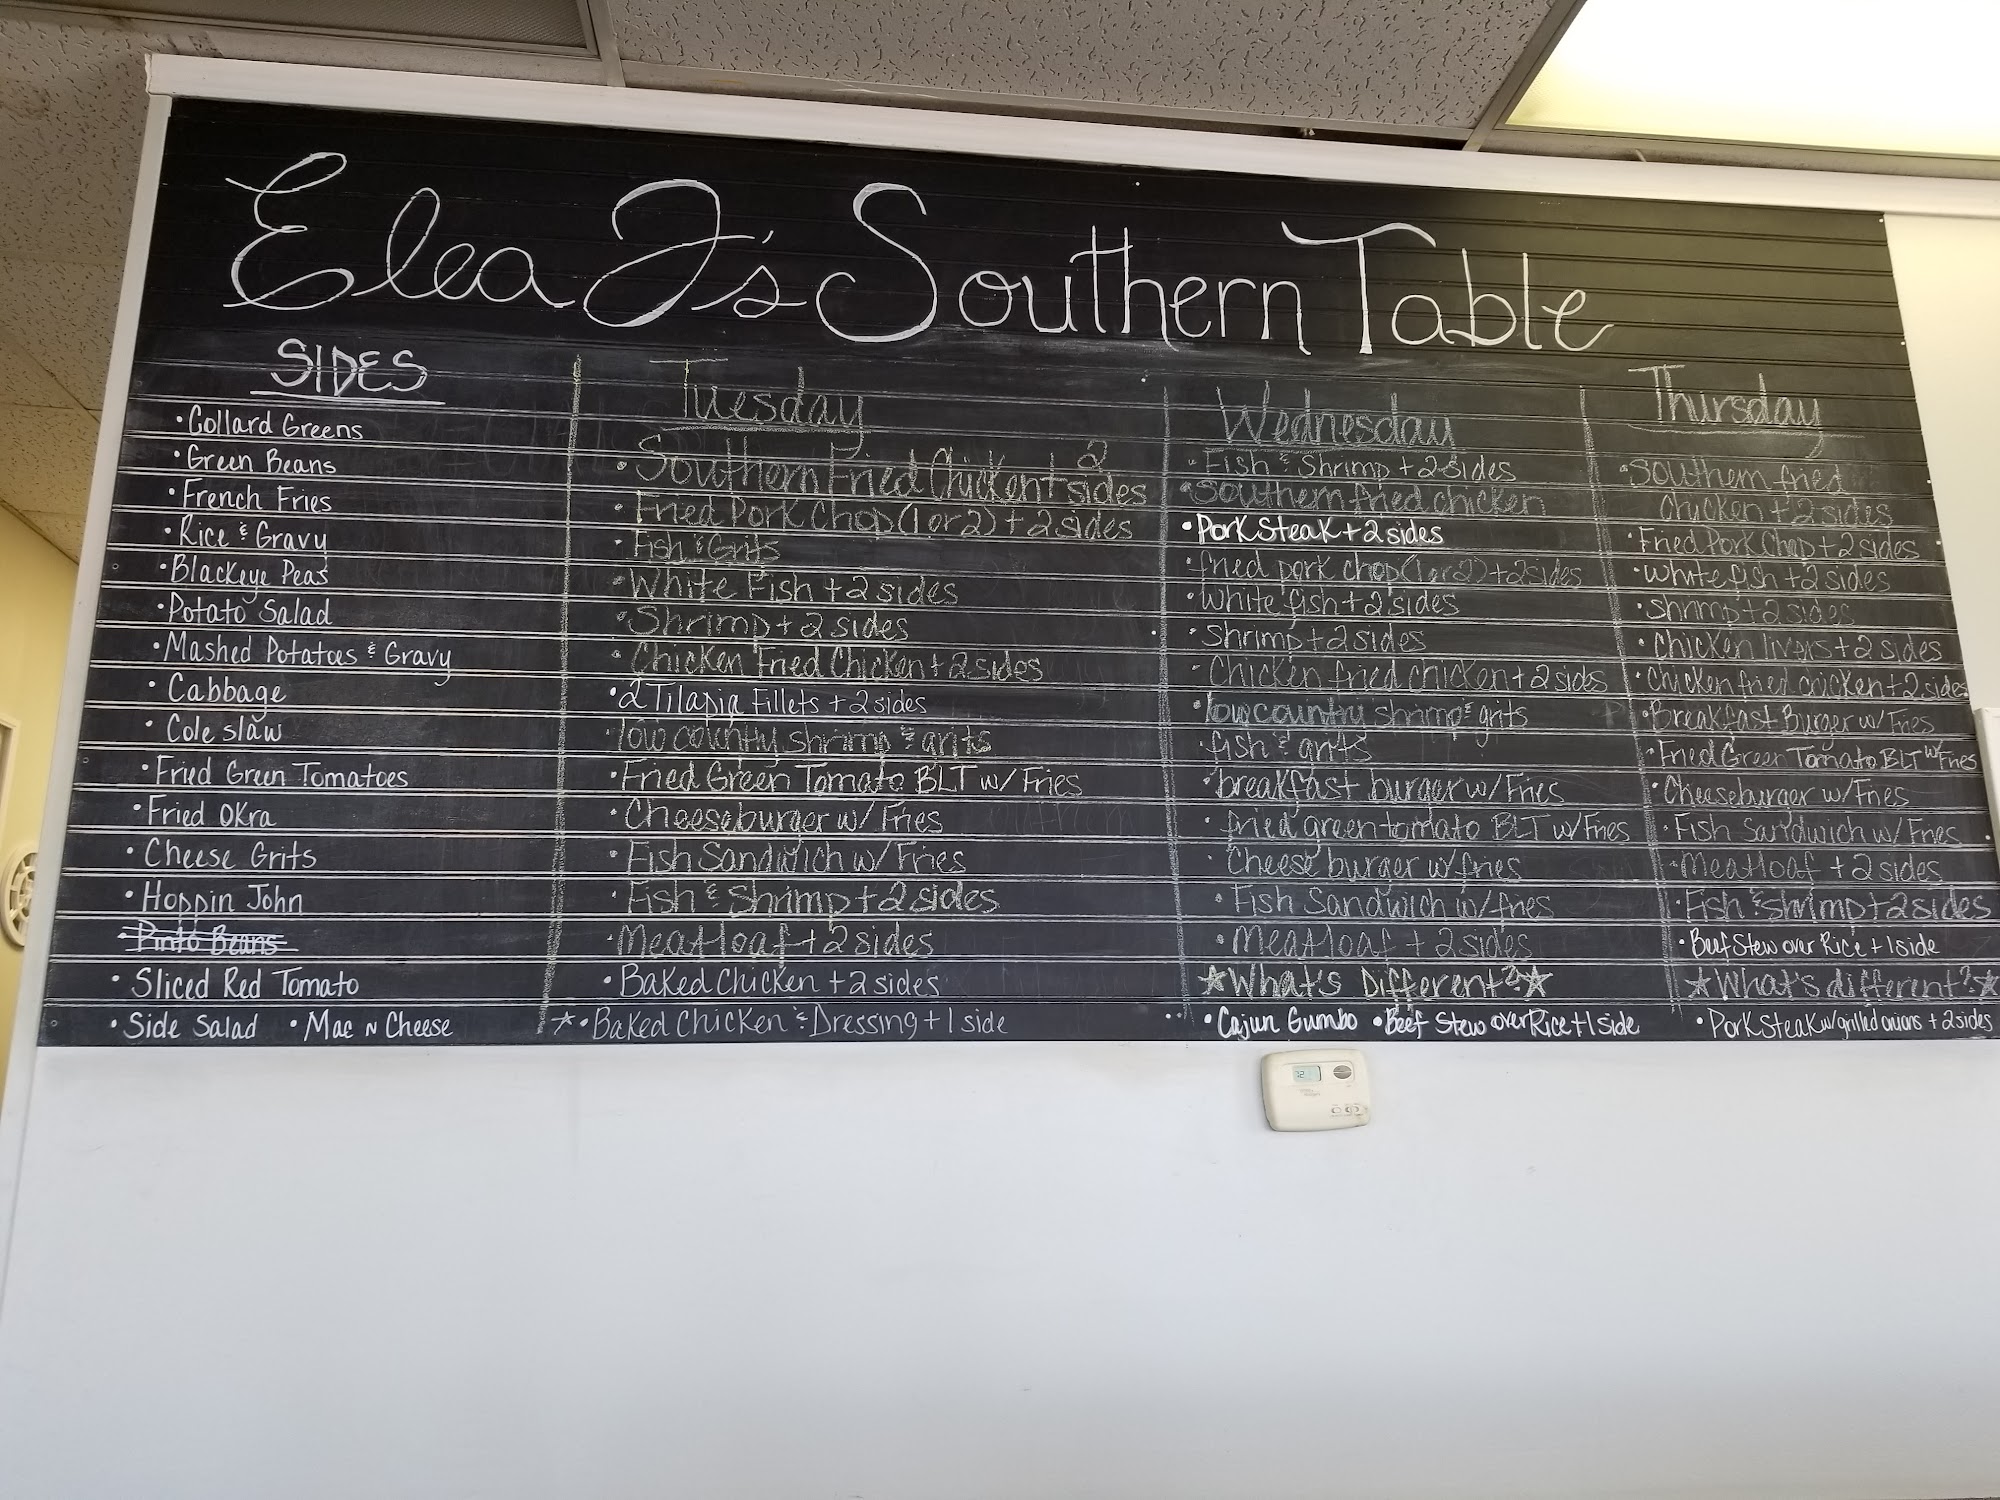 Elea J's Southern Table
SIDES
• Collard Greens
• Green Beans
• French Fries
• Rice & Gravy
• Blackeye Peas
• Potato Salad
• Mashed Potatoes & Gravy
• Cabbage
• Cole slaw
• Fried Green Tomatoes
• Fried Okra
• Cheese Grits
• Hoppin John
• Pinto Beans
• Sliced Red Tomato
• Side Salad • Mac N Cheese
Tuesday
• Southern Fried Chicken + 2 sides
• Fried Pork Chop (1 or 2) + 2 sides
• Fish & Grits
• White Fish + 2 sides
• Shrimp + 2 sides
• Chicken Fried Chicken + 2 sides
• 2 Tilapia Fillets + 2 sides
• low country shrimp & grits
• Fried Green Tomato BLT w/ Fries
• Cheeseburger w/ Fries
• Fish Sandwich w/ Fries
• Fish & Shrimp + 2 sides
• Meatloaf + 2 sides
• Baked Chicken + 2 sides
☆ • Baked Chicken & Dressing + 1 side
Wednesday
• Fish & Shrimp + 2 sides
• Southern fried chicken
• Pork Steak + 2 sides
• fried pork chop (1 or 2) + 2 sides
• white fish + 2 sides
• Shrimp + 2 sides
• Chicken fried chicken + 2 sides
• low country shrimp & grits
• fish & grits
• breakfast burger w/ Fries
• fried green tomato BLT w/ Fries
• Cheese burger w/ fries
• Fish Sandwich w/ fries
• Meatloaf + 2 sides
☆ What's Different? ☆
• Cajun Gumbo • Beef Stew over Rice + 1 side
Thursday
• Southern fried
chicken + 2 sides
• Fried Pork Chop + 2 sides
• white fish + 2 sides
• shrimp + 2 sides
• Chicken livers + 2 sides
• Chicken fried chicken + 2 sides
• Breakfast Burger w/ Fries
• Fried Green Tomato BLT w/ Fries
• Cheeseburger w/ Fries
• Fish Sandwich w/ Fries
• Meatloaf + 2 sides
• Fish & shrimp + 2 sides
• Beef Stew over Rice + 1 side
☆ What's different? ☆
• Pork Steak w/ grilled onions + 2 sides